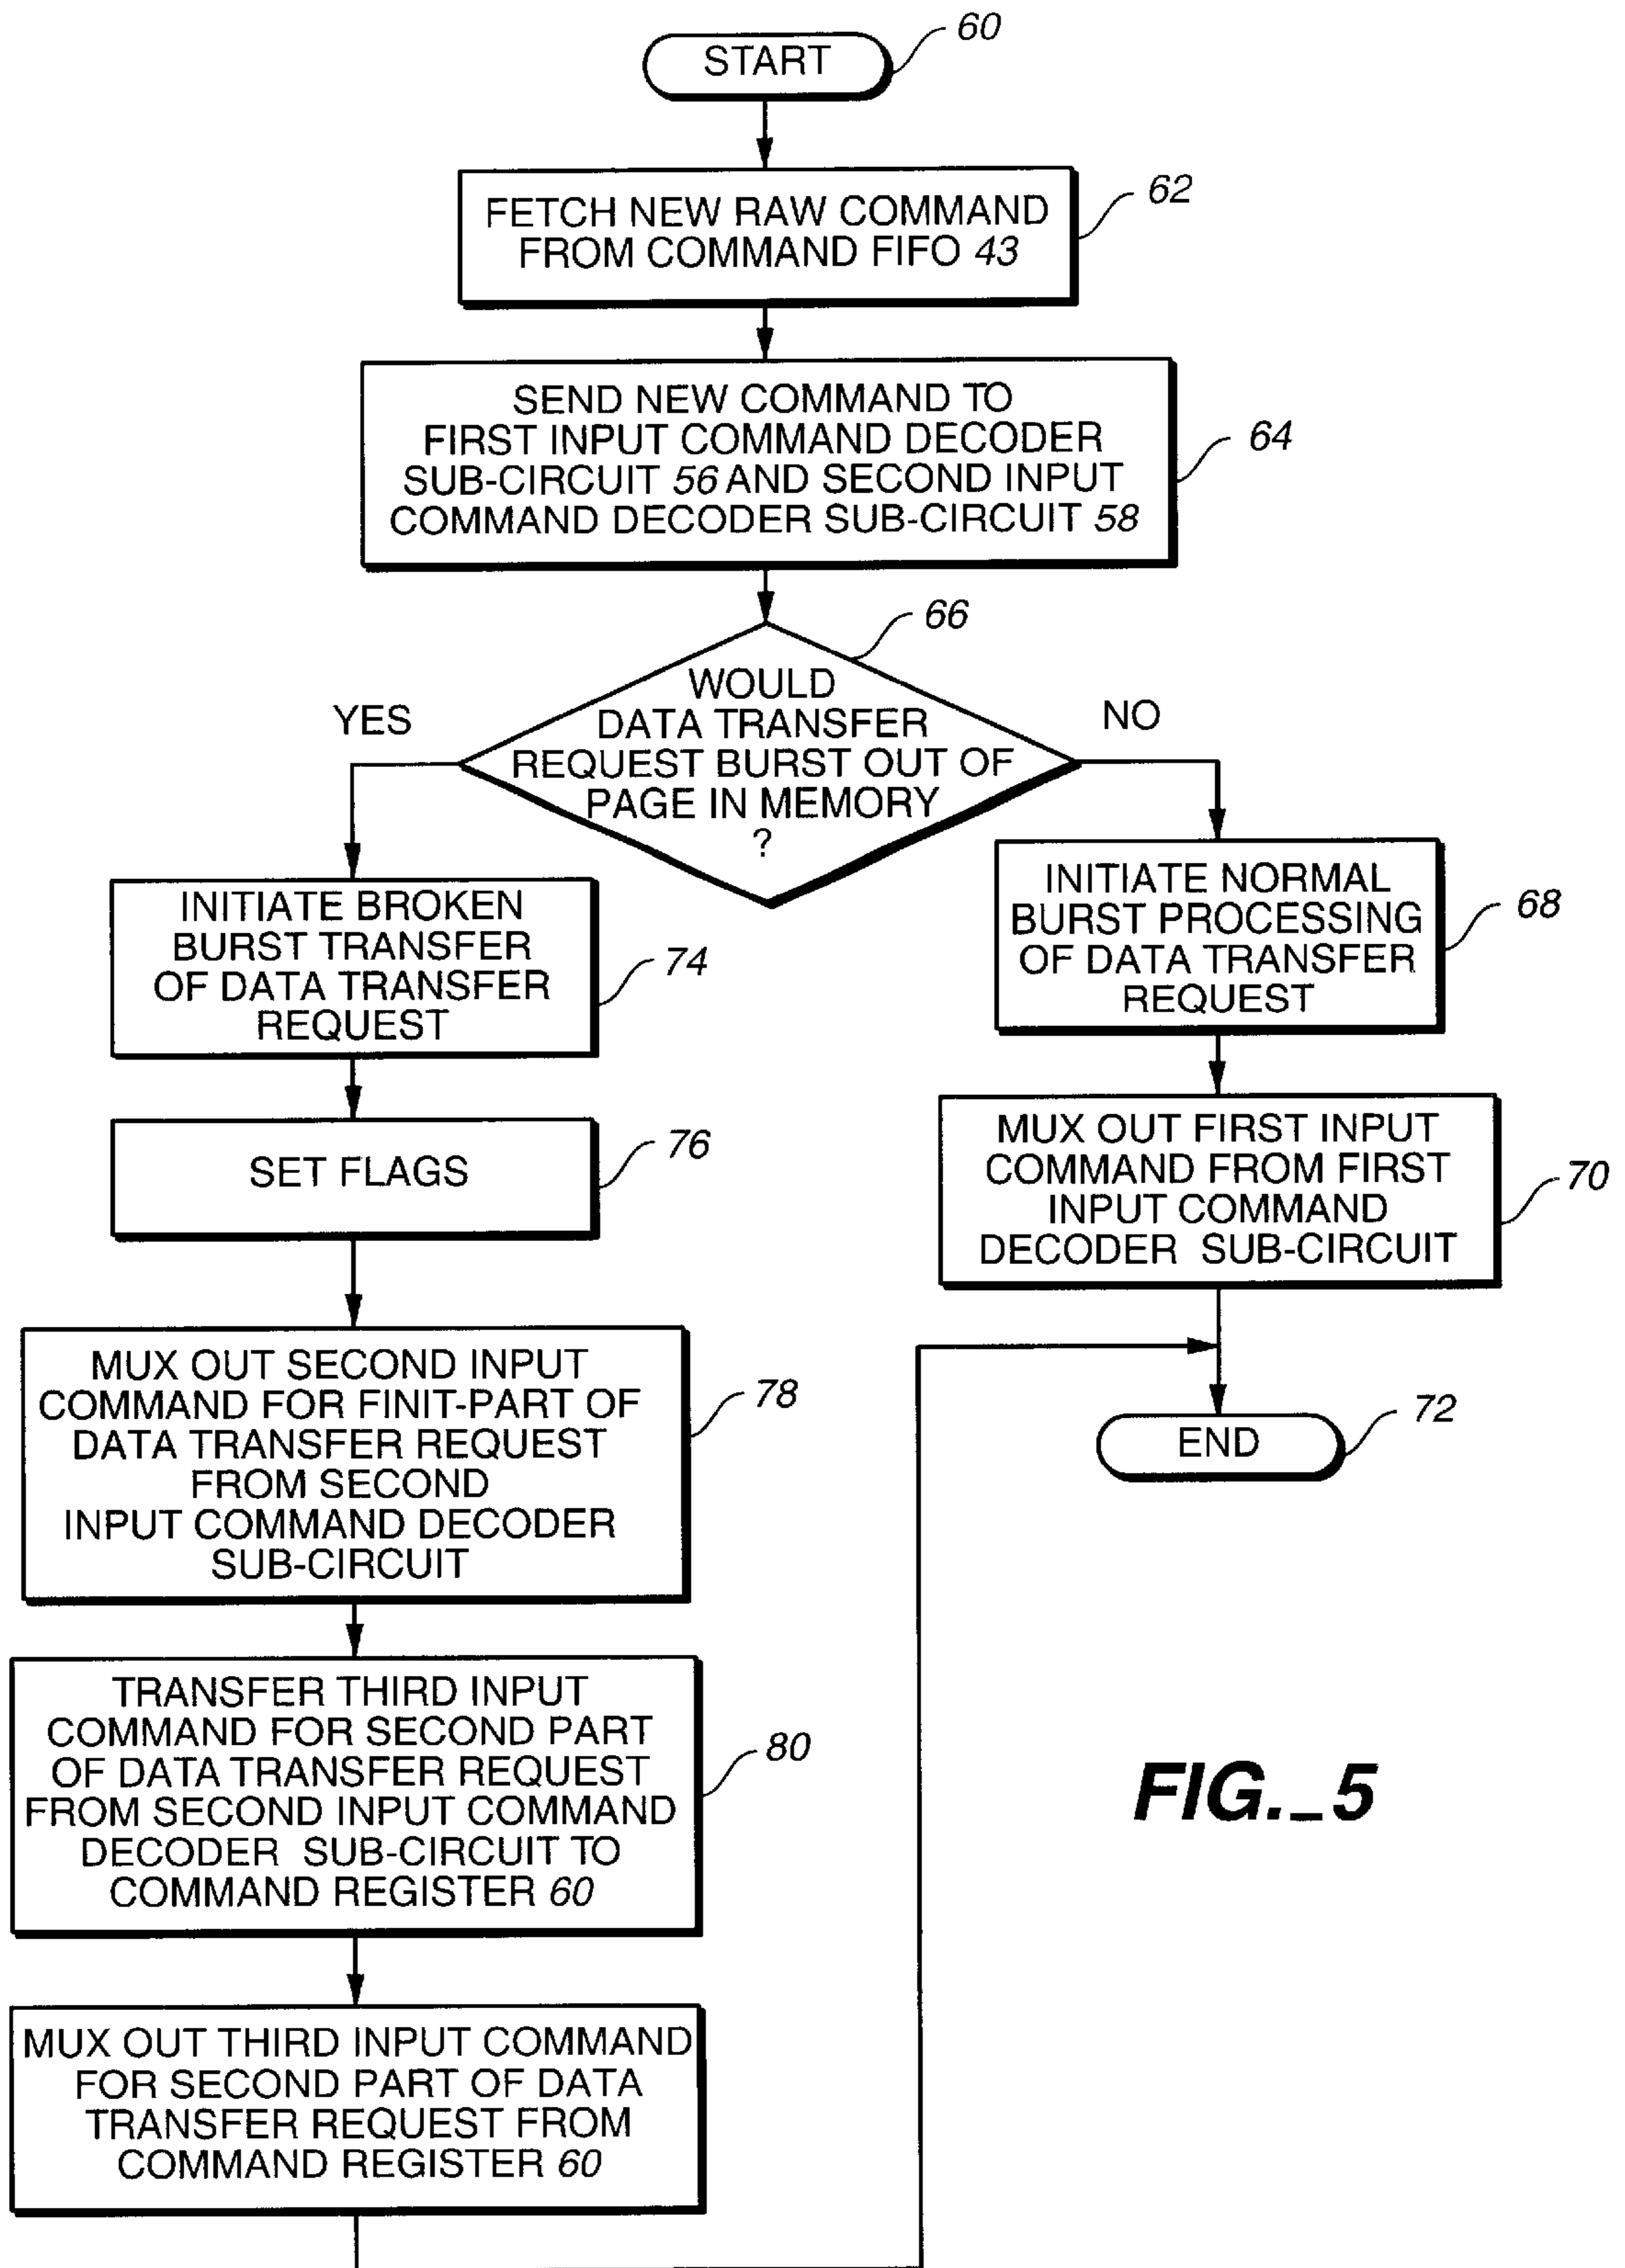 START
60
FETCH NEW RAW COMMAND
FROM COMMAND FIFO 43
62
SEND NEW COMMAND TO
FIRST INPUT COMMAND DECODER
SUB-CIRCUIT 56 AND SECOND INPUT
COMMAND DECODER SUB-CIRCUIT 58
64
66
WOULD
DATA TRANSFER
REQUEST BURST OUT OF
PAGE IN MEMORY
?
YES
NO
INITIATE BROKEN
BURST TRANSFER
OF DATA TRANSFER
REQUEST
74
INITIATE NORMAL
BURST PROCESSING
OF DATA TRANSFER
REQUEST
68
SET FLAGS
76
MUX OUT FIRST INPUT
COMMAND FROM FIRST
INPUT COMMAND
DECODER SUB-CIRCUIT
70
MUX OUT SECOND INPUT
COMMAND FOR FINIT-PART OF
DATA TRANSFER REQUEST
FROM SECOND
INPUT COMMAND DECODER
SUB-CIRCUIT
78
END
72
TRANSFER THIRD INPUT
COMMAND FOR SECOND PART
OF DATA TRANSFER REQUEST
FROM SECOND INPUT COMMAND
DECODER SUB-CIRCUIT TO
COMMAND REGISTER 60
80
MUX OUT THIRD INPUT COMMAND
FOR SECOND PART OF DATA
TRANSFER REQUEST FROM
COMMAND REGISTER 60
FIG._5